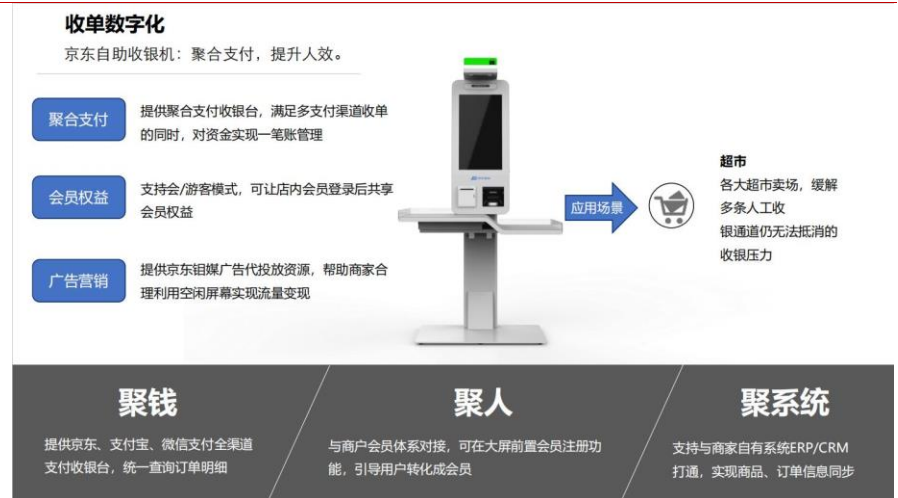 收单数字化
京东自助收银机：聚合支付，提升人效。
聚合支付
提供聚合支付收银台，满足多支付渠道收单
的同时，对资金实现一笔账管理
会员权益
支持会/游客模式，可让店内会员登录后共享
会员权益
广告营销
提供京东钼媒广告代投放资源，帮助商家合
理利用空闲屏幕实现流量变现
应用场景
超市
各大超市卖场，缓解
多条人工收
银通道仍无法抵消的
收银压力
聚钱
提供京东、支付宝、微信支付全渠道
支付收银台，统一查询订单明细
聚人
与商户会员体系对接，可在大屏前置会员注册功
能，引导用户转化成会员
聚系统
支持与商家自有系统ERP/CRM
打通，实现商品、订单信息同步